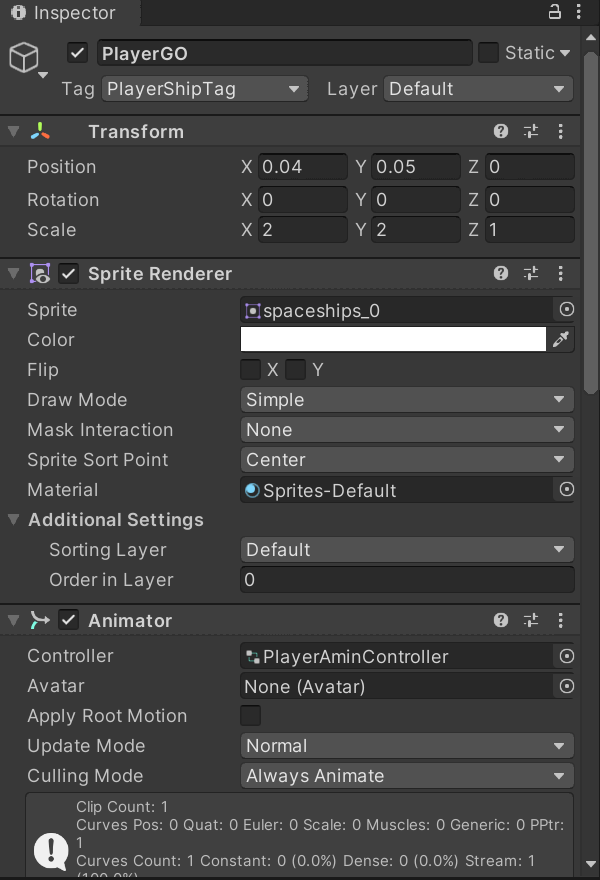 Inspector
PlayerGO Static
Tag PlayerShipTag Layer Default
Transform
Position X 0.04 Y 0.05 Z 0
Rotation X 0 Y 0 Z 0
Scale X 2 Y 2 Z 1
Sprite Renderer
Sprite spaceships_0
Color
Flip X Y
Draw Mode Simple
Mask Interaction None
Sprite Sort Point Center
Material Sprites-Default
Additional Settings
Sorting Layer Default
Order in Layer 0
Animator
Controller PlayerAminController
Avatar None (Avatar)
Apply Root Motion
Update Mode Normal
Culling Mode Always Animate
Clip Count: 1
Curves Pos: 0 Quat: 0 Euler: 0 Scale: 0 Muscles: 0 Generic: 0 PPtr:
1
Curves Count: 1 Constant: 0 (0.0%) Dense: 0 (0.0%) Stream: 1
(100.0%)